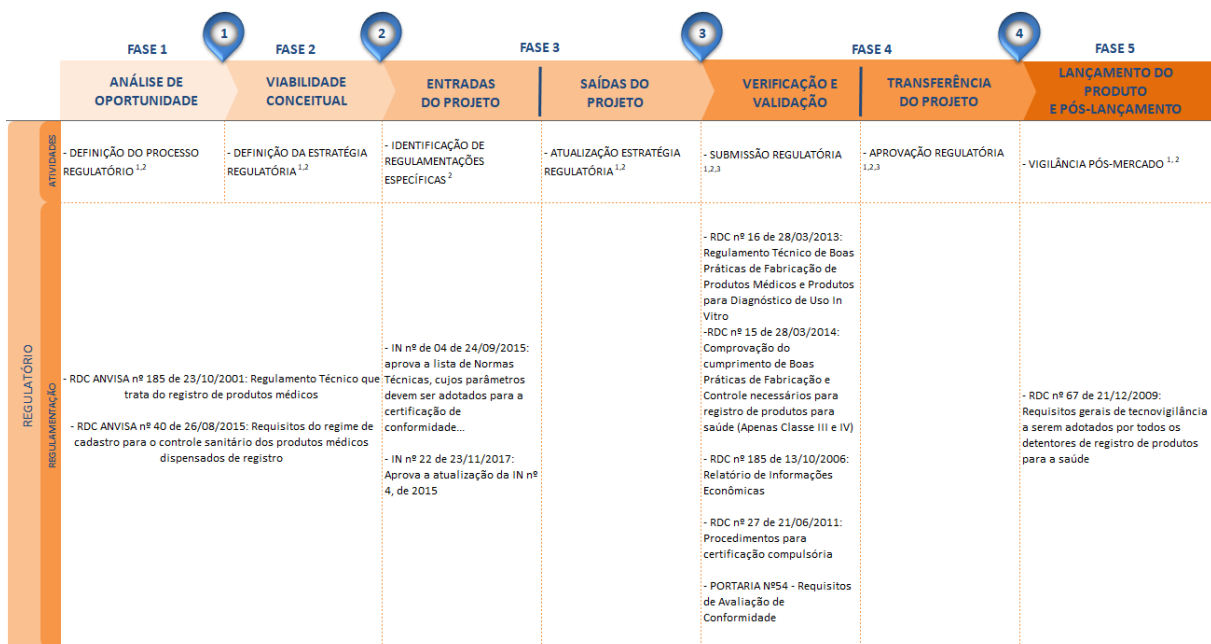 1
2
3
4
FASE 1
FASE 2
FASE 3
FASE 4
FASE 5
ANÁLISE DE
OPORTUNIDADE
VIABILIDADE
CONCEITUAL
ENTRADAS
DO PROJETO
SAÍDAS DO
PROJETO
VERIFICAÇÃO E
VALIDAÇÃO
TRANSFERÊNCIA
DO PROJETO
LANÇAMENTO DO
PRODUTO
E PÓS-LANÇAMENTO
REGULATÓRIO
ATIVIDADES
- DEFINIÇÃO DO PROCESSO
REGULATÓRIO 1,2
- DEFINIÇÃO DA ESTRATÉGIA
REGULATÓRIA 1,2
- IDENTIFICAÇÃO DE
REGULAMENTAÇÕES
ESPECÍFICAS 2
- ATUALIZAÇÃO ESTRATÉGIA
REGULATÓRIA 1,2
- SUBMISSÃO REGULATÓRIA
1,2,3
- APROVAÇÃO REGULATÓRIA
1,2,3
- VIGILÂNCIA PÓS-MERCADO 1, 2
REGULAMENTAÇÃO
- RDC ANVISA nº 185 de 23/10/2001: Regulamento Técnico que
trata do registro de produtos médicos
- RDC ANVISA nº 40 de 26/08/2015: Requisitos do regime de
cadastro para o controle sanitário dos produtos médicos
dispensados de registro
- IN nº de 04 de 24/09/2015:
aprova a lista de Normas
Técnicas, cujos parâmetros
devem ser adotados para a
certificação de
conformidade...
- IN nº 22 de 23/11/2017:
Aprova a atualização da IN nº
4, de 2015
- RDC nº 16 de 28/03/2013:
Regulamento Técnico de Boas
Práticas de Fabricação de
Produtos Médicos e Produtos
para Diagnóstico de Uso In
Vitro
-RDC nº 15 de 28/03/2014:
Comprovação do
cumprimento de Boas
Práticas de Fabricação e
Controle necessários para
registro de produtos para
saúde (Apenas Classe III e IV)
- RDC nº 185 de 13/10/2006:
Relatório de Informações
Econômicas
- RDC nº 27 de 21/06/2011:
Procedimentos para
certificação compulsória
- PORTARIA Nº54 - Requisitos
de Avaliação de
Conformidade
- RDC nº 67 de 21/12/2009:
Requisitos gerais de tecnovigilância
a serem adotados por todos os
detentores de registro de produtos
para a saúde